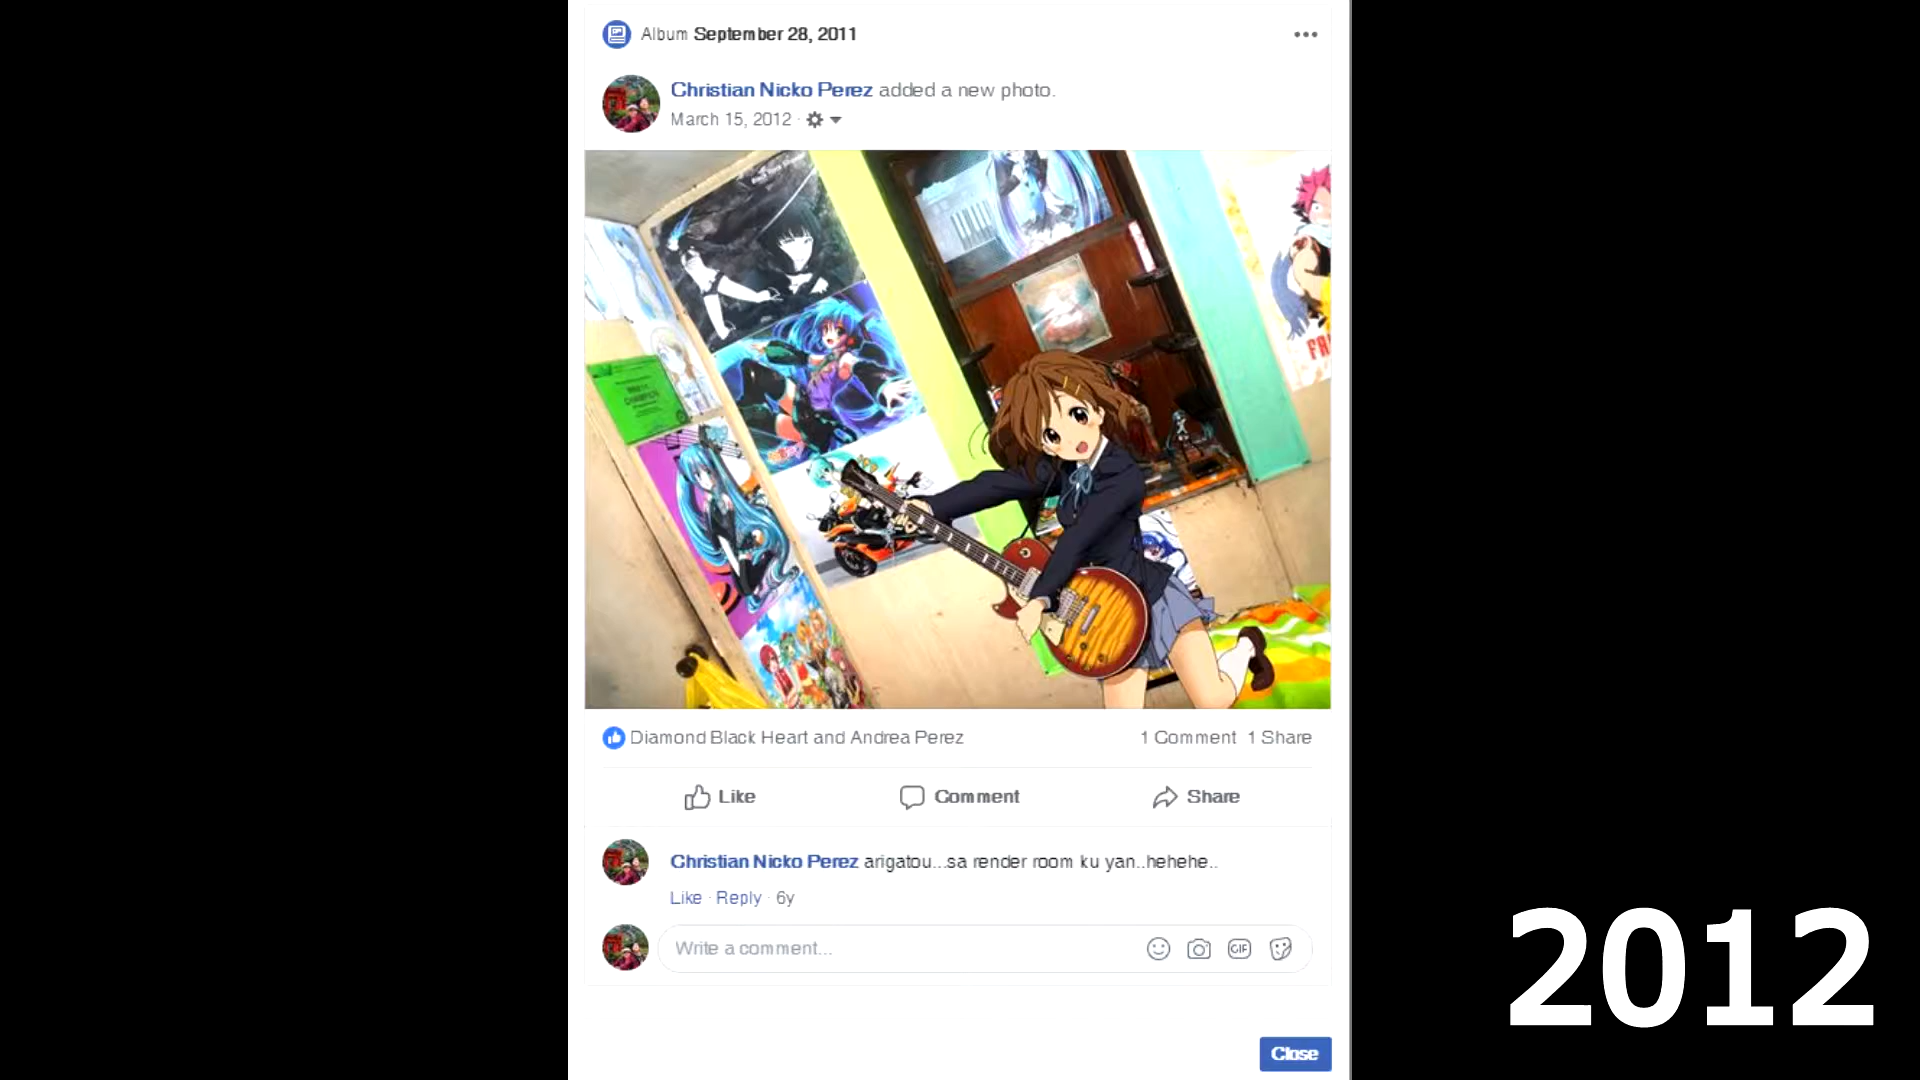 Album September 28, 2011
Christian Nicko Perez added a new photo.
March 15, 2012 ·
Diamond Black Heart and Andrea Perez
1 Comment 1 Share
Like
Comment
Share
Christian Nicko Perez arigatou...sa render room ku yan..hehehe..
Like · Reply · 6y
Write a comment...
GIF
2012
Close